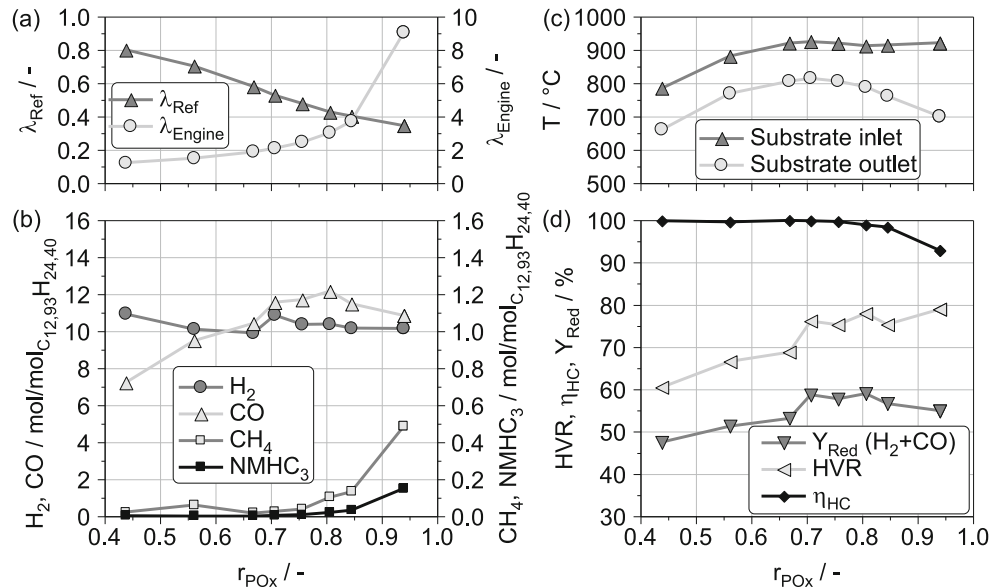 (a)
1.0
0.8
0.6
0.4
0.2
0.0
λRef / -
λRef
λEngine
10
8
6
4
2
0
λEngine / -
(c)
1000
900
800
700
600
500
T / °C
Substrate inlet
Substrate outlet
(b)
16
14
12
10
8
6
4
2
0
H2, CO / mol/molC12,93H24,40
H2
CO
CH4
NMHC3
1.6
1.4
1.2
1.0
0.8
0.6
0.4
0.2
0.0
CH4, NMHC3 / mol/molC12,93H24,40
0.4 0.5 0.6 0.7 0.8 0.9 1.0
rPOx / -
(d)
100
90
80
70
60
50
40
30
HVR, ηHC, YRed / %
YRed (H2+CO)
HVR
ηHC
0.4 0.5 0.6 0.7 0.8 0.9 1.0
rPOx / -